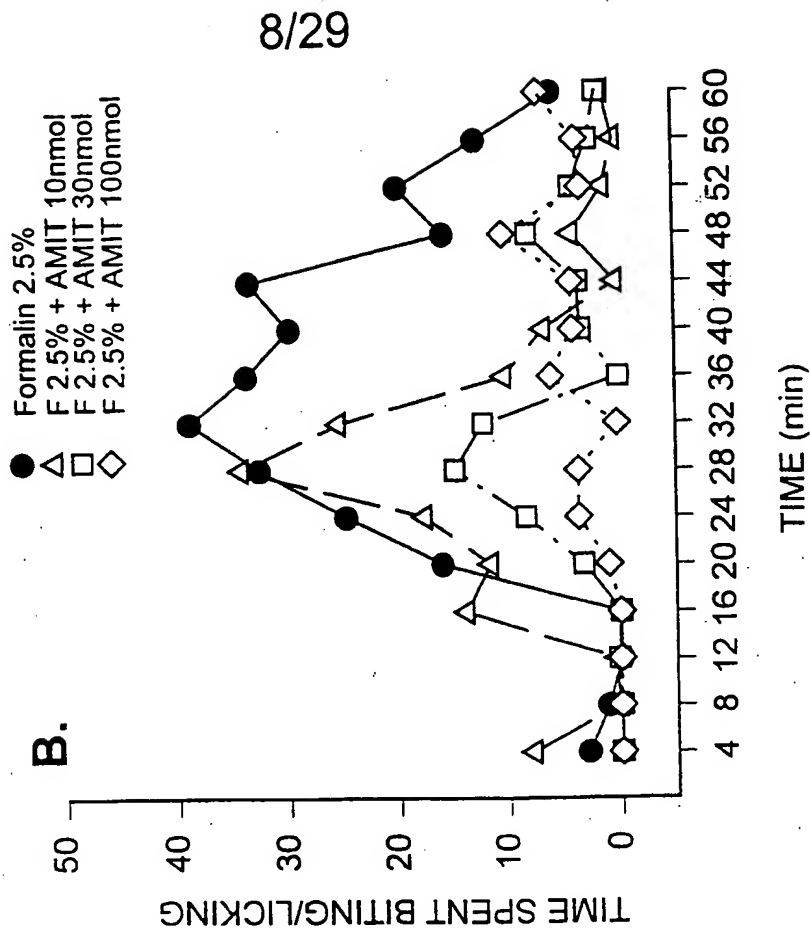 8/29
B.
Formalin 2.5%
F 2.5% + AMIT 10nmol
F 2.5% + AMIT 30nmol
F 2.5% + AMIT 100nmol
TIME SPENT BITING/LICKING
50
40
30
20
10
0
4 8 12 16 20 24 28 32 36 40 44 48 52 56 60
TIME (min)